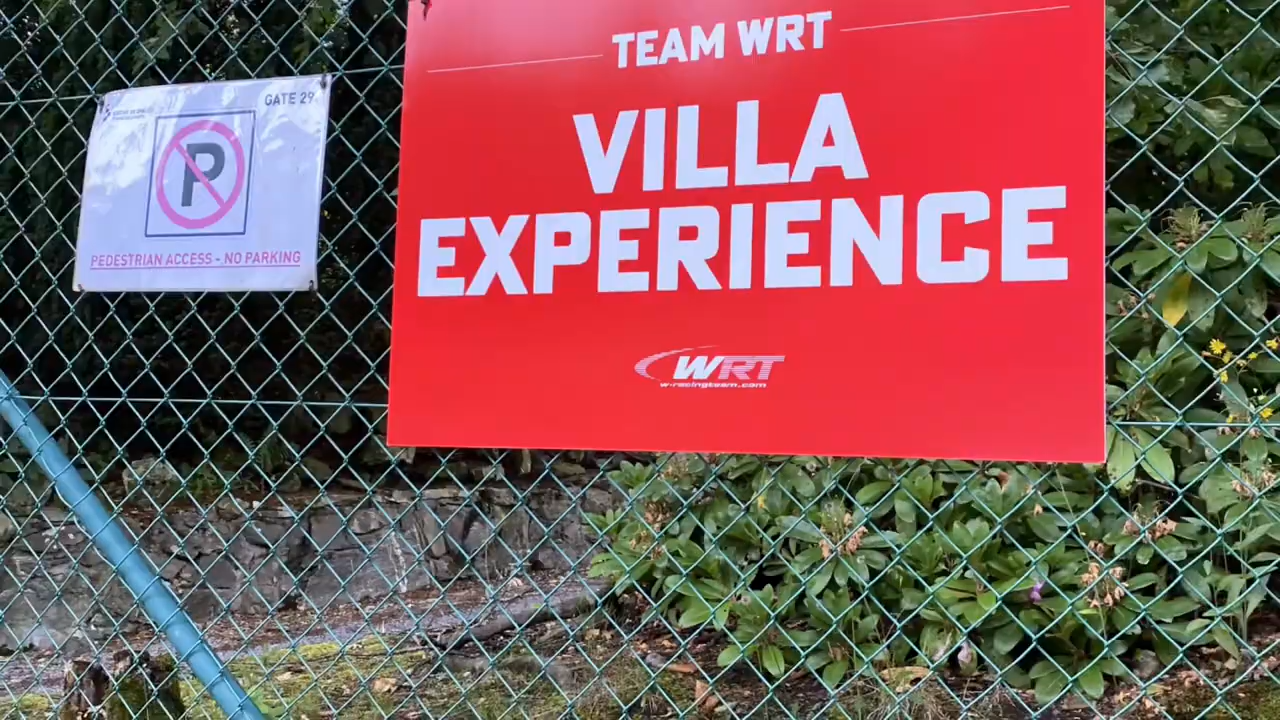 GATE 29
P
PEDESTRIAN ACCESS - NO PARKING
TEAM WRT
VILLA
EXPERIENCE
WRT
w-racingteam.com